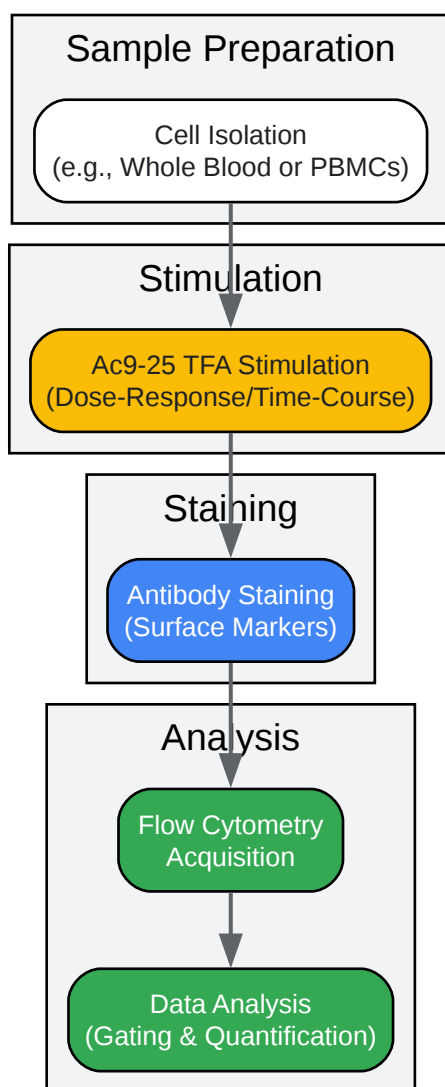 Sample Preparation
Cell Isolation
(e.g., Whole Blood or PBMCs)
Stimulation
Ac9-25 TFA Stimulation
(Dose-Response/Time-Course)
Staining
Antibody Staining
(Surface Markers)
Analysis
Flow Cytometry
Acquisition
Data Analysis
(Gating & Quantification)